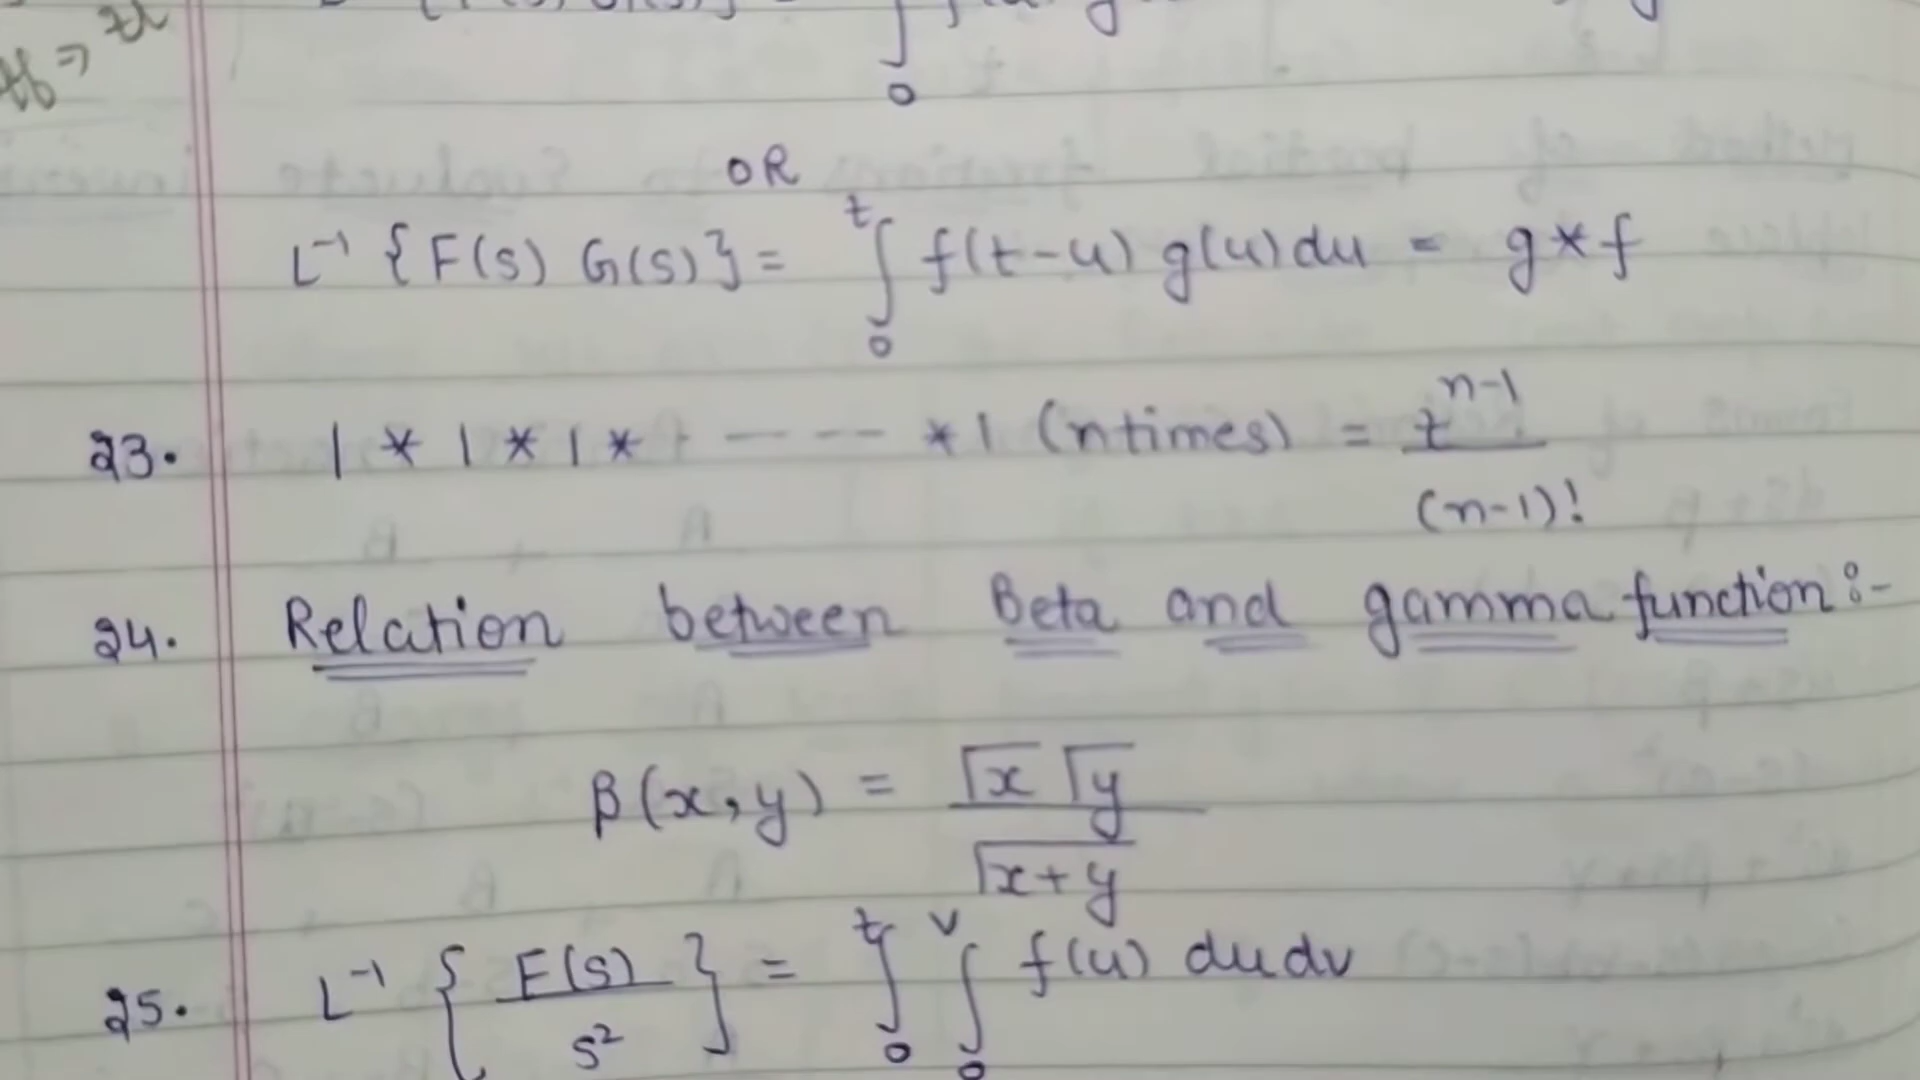 OR
L⁻¹ {F(s) G(s)} = ∫₀ᵗ f(t-u) g(u) du = g*f
23. 1 * 1 * 1 * - - - - - * 1 (n times) = t^(n-1) / (n-1)!
24. Relation between Beta and gamma function :-
β(x, y) = Γx Γy / Γx+y
25. L⁻¹ { F(s) / s² } = ∫₀ᵗ ∫₀ᵛ f(u) du dv